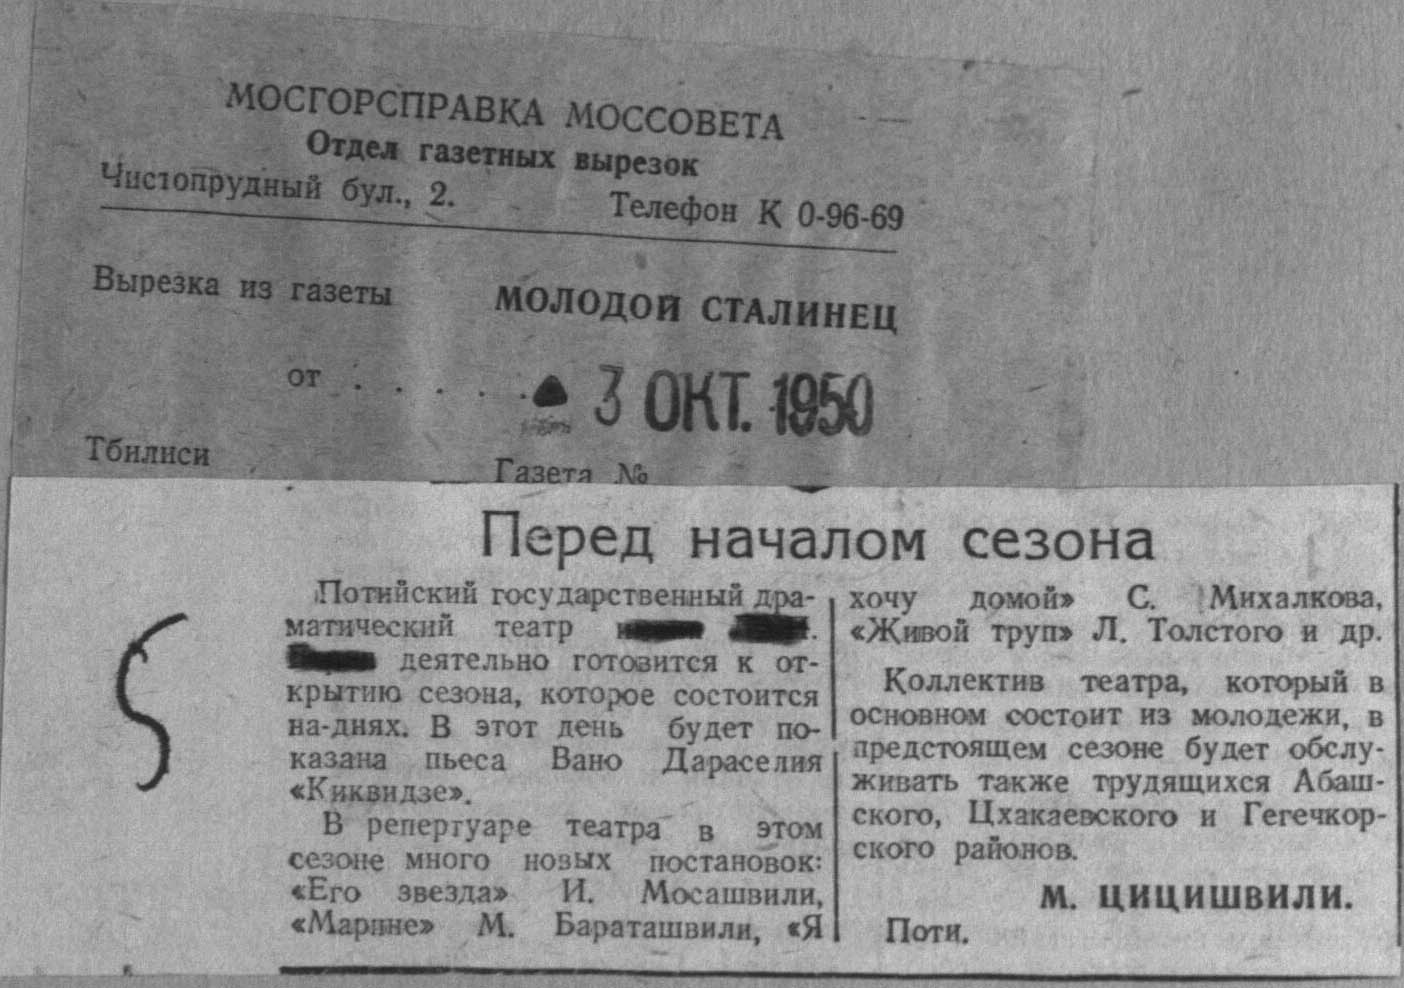 МОСГОРСПРАВКА МОССОВЕТА
Отдел газетных вырезок
Чистопрудный бул., 2. Телефон К 0-96-69
Вырезка из газеты МОЛОДОЙ СТАЛИНЕЦ
от . . . . . 3 ОКТ. 1950
Тбилиси Газета №
Перед началом сезона
Потийский государственный дра-
матический театр
деятельно готовится к от-
крытию сезона, которое состоится
на-днях. В этот день будет по-
казана пьеса Вано Дараселия
«Киквидзе».
В репертуаре театра в этом
сезоне много новых постановок:
«Его звезда» И. Мосашвили,
«Марине» М. Бараташвили, «Я
хочу домой» С. Михалкова,
«Живой труп» Л. Толстого и др.
Коллектив театра, который в
основном состоит из молодежи, в
предстоящем сезоне будет обслу-
живать также трудящихся Абаш-
ского, Цхакаевского и Гегечкор-
ского районов.
М. ЦИЦИШВИЛИ.
Поти.